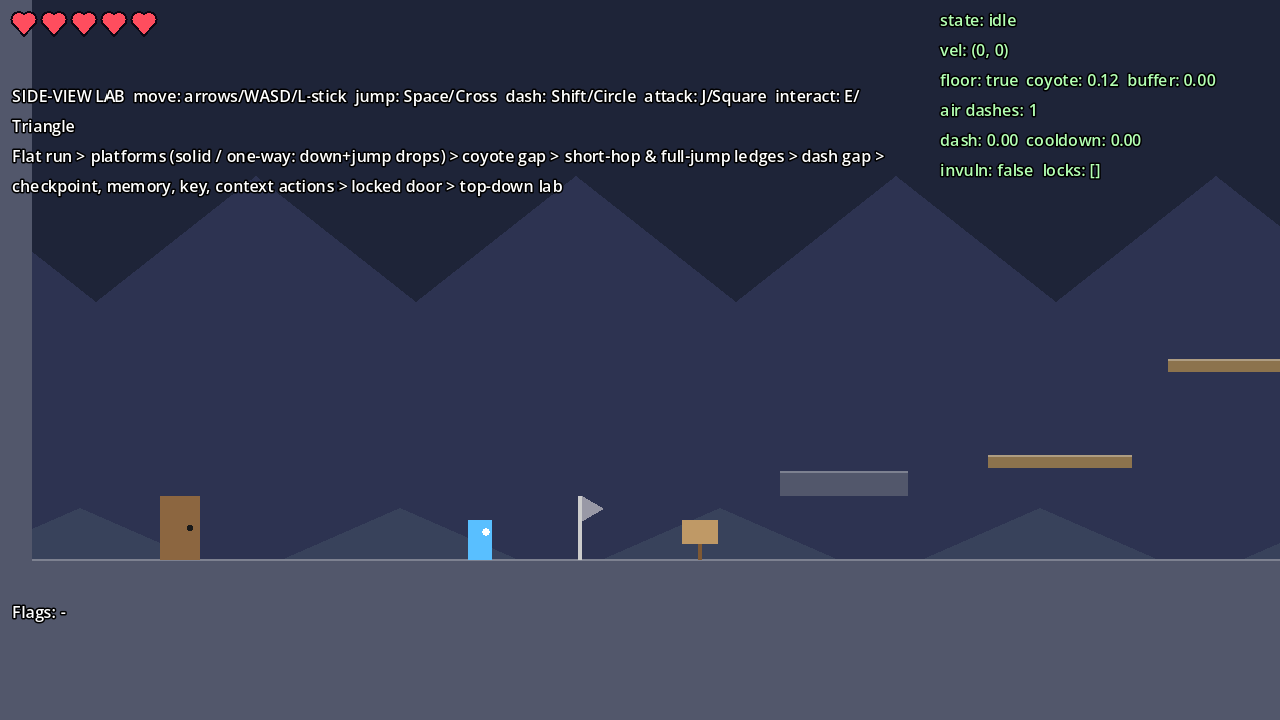 state: idle
vel: (0, 0)
floor: true  coyote: 0.12  buffer: 0.00
air dashes: 1
dash: 0.00  cooldown: 0.00
invuln: false  locks: []
SIDE-VIEW LAB  move: arrows/WASD/L-stick  jump: Space/Cross  dash: Shift/Circle  attack: J/Square  interact: E/
Triangle
Flat run > platforms (solid / one-way: down+jump drops) > coyote gap > short-hop & full-jump ledges > dash gap >
checkpoint, memory, key, context actions > locked door > top-down lab
Flags: -